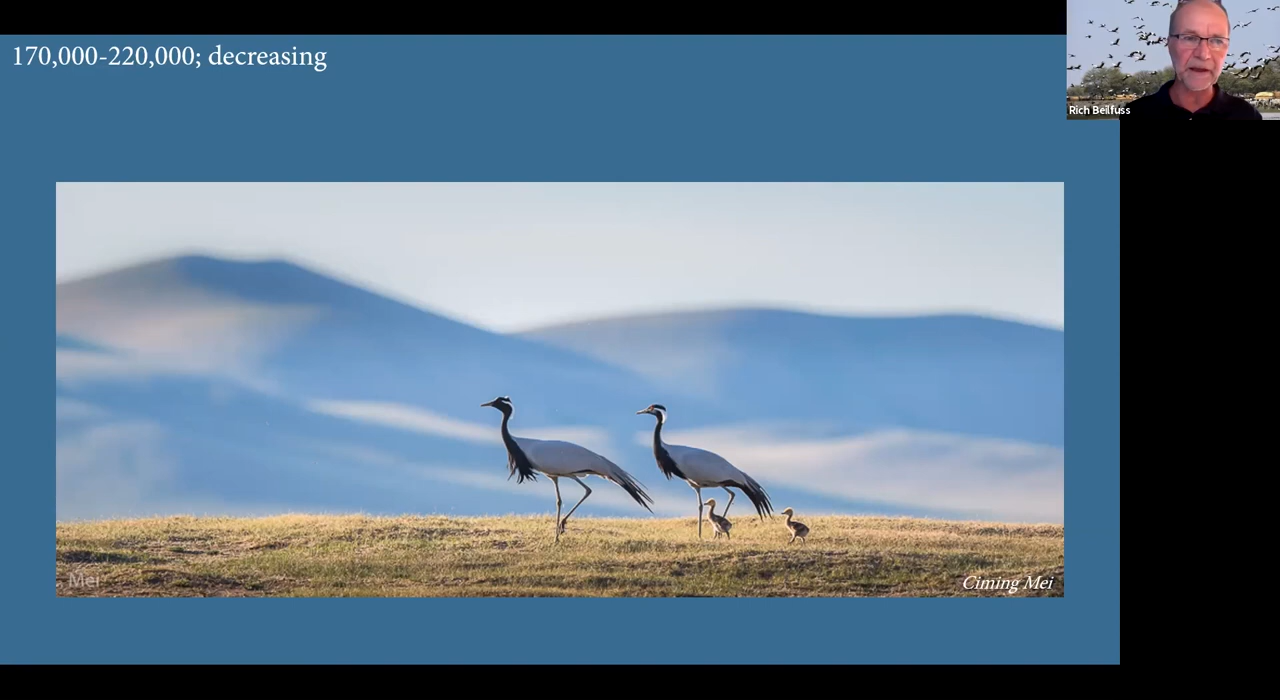 170,000-220,000; decreasing
Rich Beilfuss
Mei
Ciming Mei